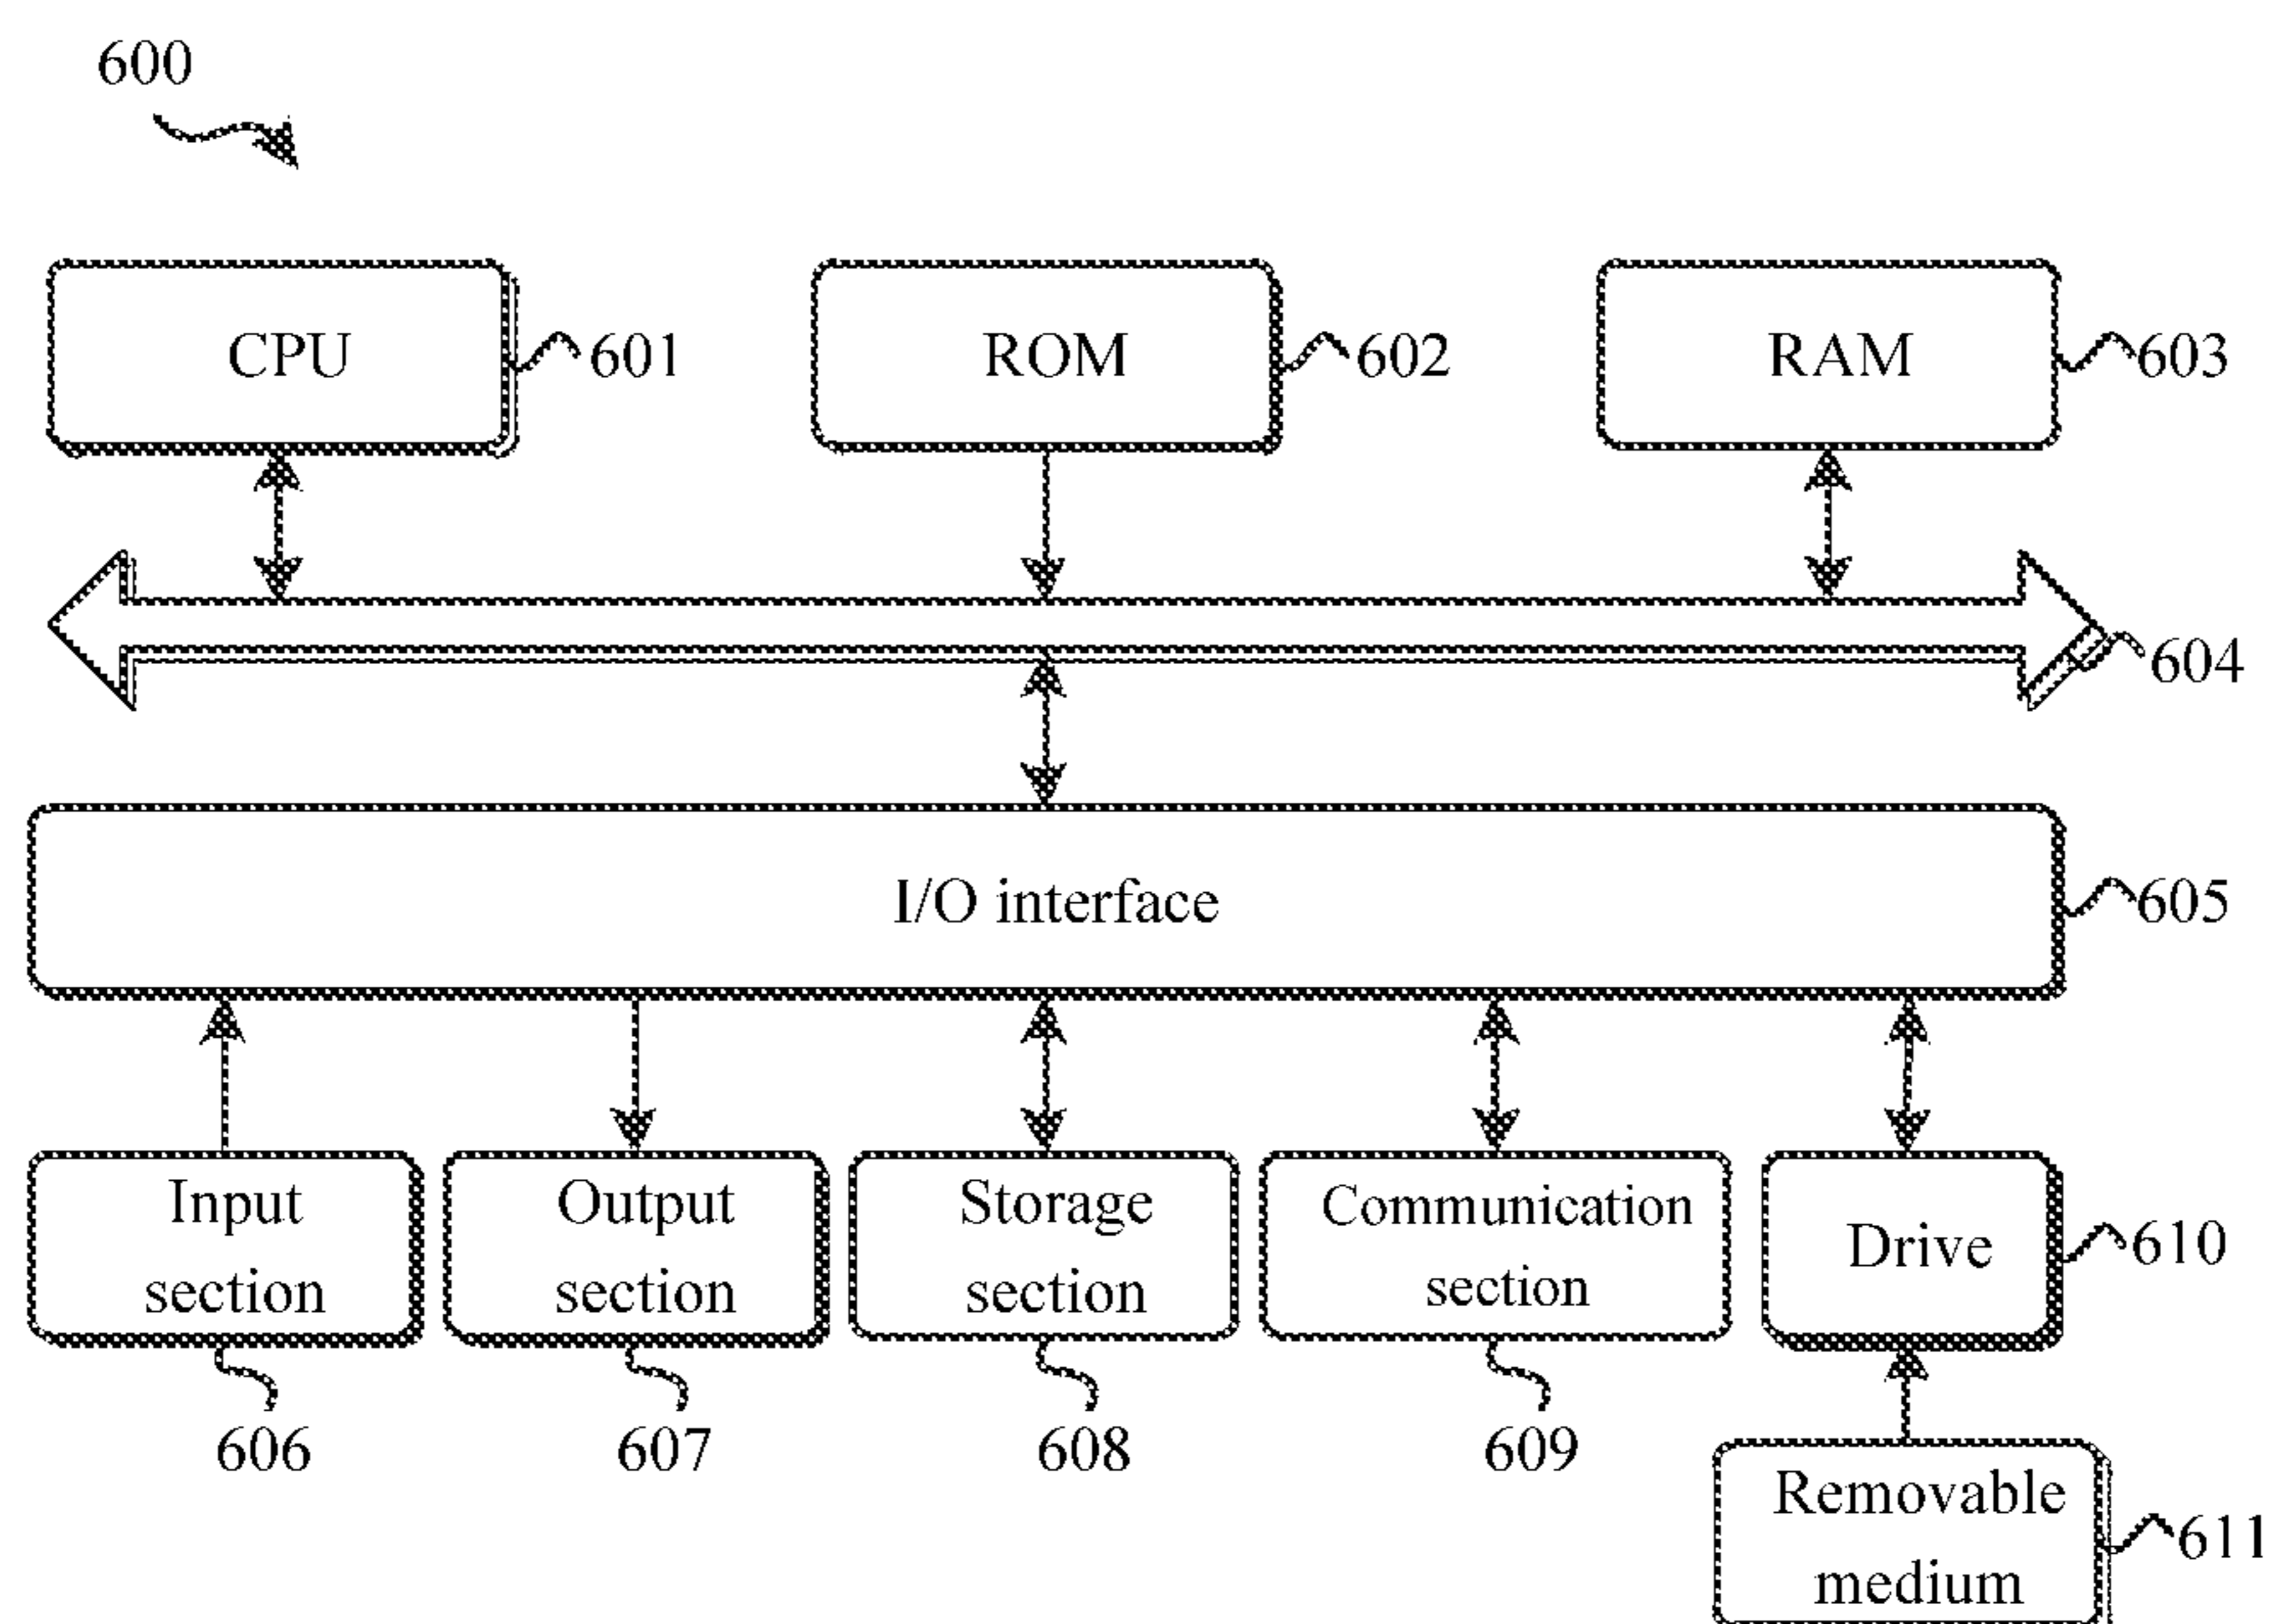 600
CPU
601
ROM
602
RAM
603
604
I/O interface
605
Input
section
Output
section
Storage
section
Communication
section
Drive
610
606
607
608
609
Removable
medium
611